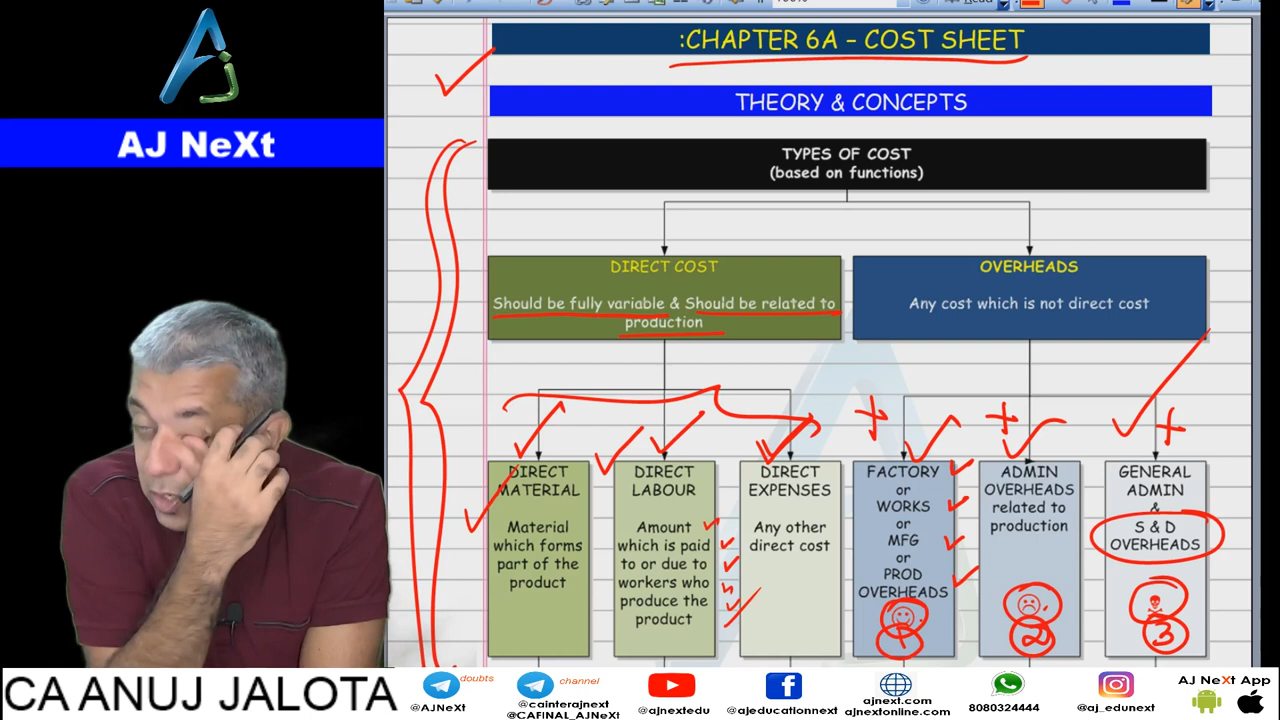 AJ NeXt
:CHAPTER 6A – COST SHEET
THEORY & CONCEPTS
TYPES OF COST
(based on functions)
DIRECT COST
Should be fully variable & Should be related to
production
OVERHEADS
Any cost which is not direct cost
DIRECT
MATERIAL
Material
which forms
part of the
product
DIRECT
LABOUR
Amount
which is paid
to or due to
workers who
produce the
product
DIRECT
EXPENSES
Any other
direct cost
FACTORY
or
WORKS
or
MFG
or
PROD
OVERHEADS
1
ADMIN
OVERHEADS
related to
production
2
GENERAL
ADMIN
&
S & D
OVERHEADS
3
CA ANUJ JALOTA
doubts
@AJNeXt
channel
@cainterajnext
@CAFINAL_AJNeXt
@ajnextedu
@ajeducationnext
ajnext.com
ajnextonline.com
8080324444
@aj_edunext
AJ NeXt App